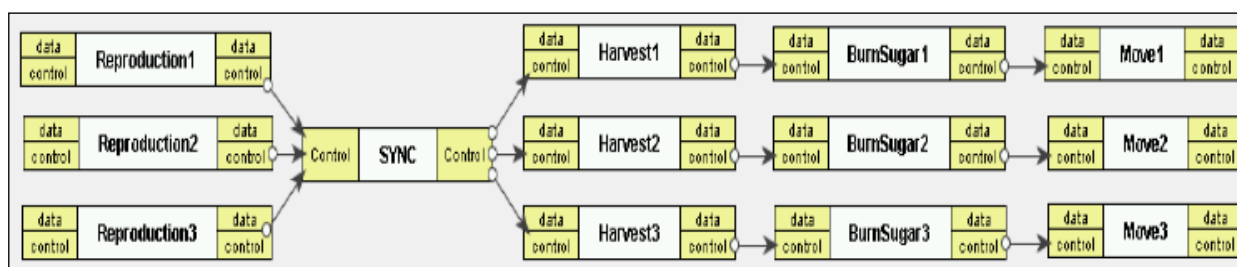 data Reproduction1 data
control control
data Reproduction2 data
control control
data Reproduction3 data
control control
Control SYNC Control
data Harvest1 data
control control
data Harvest2 data
control control
data Harvest3 data
control control
data BurnSugar1 data
control control
data BurnSugar2 data
control control
data BurnSugar3 data
control control
data Move1 data
control control
data Move2 data
control control
data Move3 data
control control